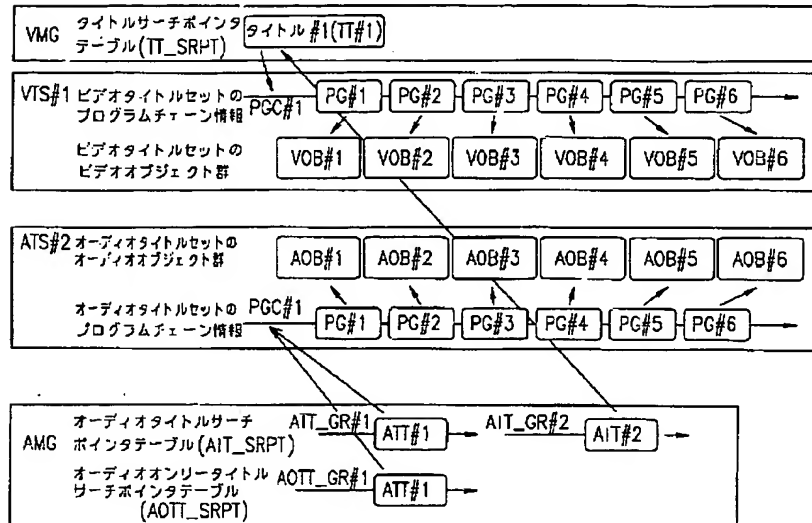 VMG タイトルサーチポインタ
テーブル(TT_SRPT)
タイトル#1(TT#1)
VTS#1 ビデオタイトルセットの
プログラムチェーン情報
PGC#1 PG#1 PG#2 PG#3 PG#4 PG#5 PG#6
ビデオタイトルセットの
ビデオオブジェクト群
VOB#1 VOB#2 VOB#3 VOB#4 VOB#5 VOB#6
ATS#2 オーディオタイトルセットの
オーディオオブジェクト群
AOB#1 AOB#2 AOB#3 AOB#4 AOB#5 AOB#6
オーディオタイトルセットの
プログラムチェーン情報
PGC#1 PG#1 PG#2 PG#3 PG#4 PG#5 PG#6
AMG オーディオタイトルサーチ
ポインタテーブル(AIT_SRPT)
ATT_GR#1 ATT#1 AIT_GR#2 AIT#2
オーディオオンリータイトル
サーチポインタテーブル
(AOTT_SRPT)
AOTT_GR#1 ATT#1